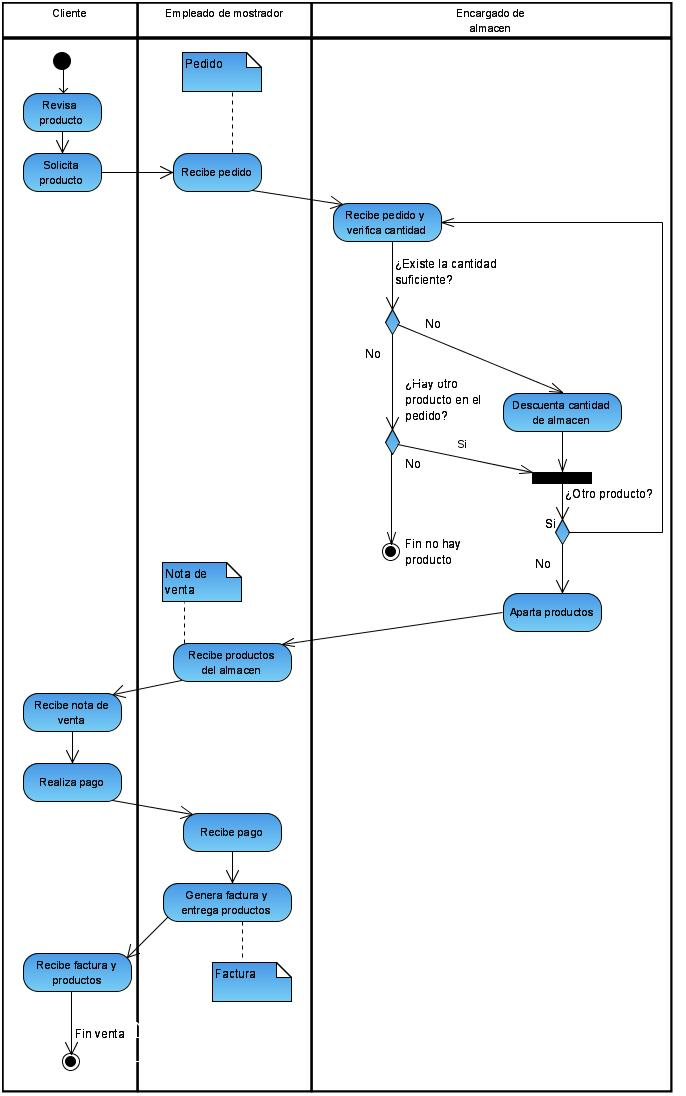 Cliente
Empleado de mostrador
Encargado de
almacen
Pedido
Revisa
producto
Solicita
producto
Recibe pedido
Recibe pedido y
verifica cantidad
¿Existe la cantidad
suficiente?
No
No
¿Hay otro
producto en el
pedido?
Descuenta cantidad
de almacen
Si
No
¿Otro producto?
Si
Fin no hay
producto
No
Nota de
venta
Aparta productos
Recibe productos
del almacen
Recibe nota de
venta
Realiza pago
Recibe pago
Genera factura y
entrega productos
Recibe factura y
productos
Factura
Fin venta